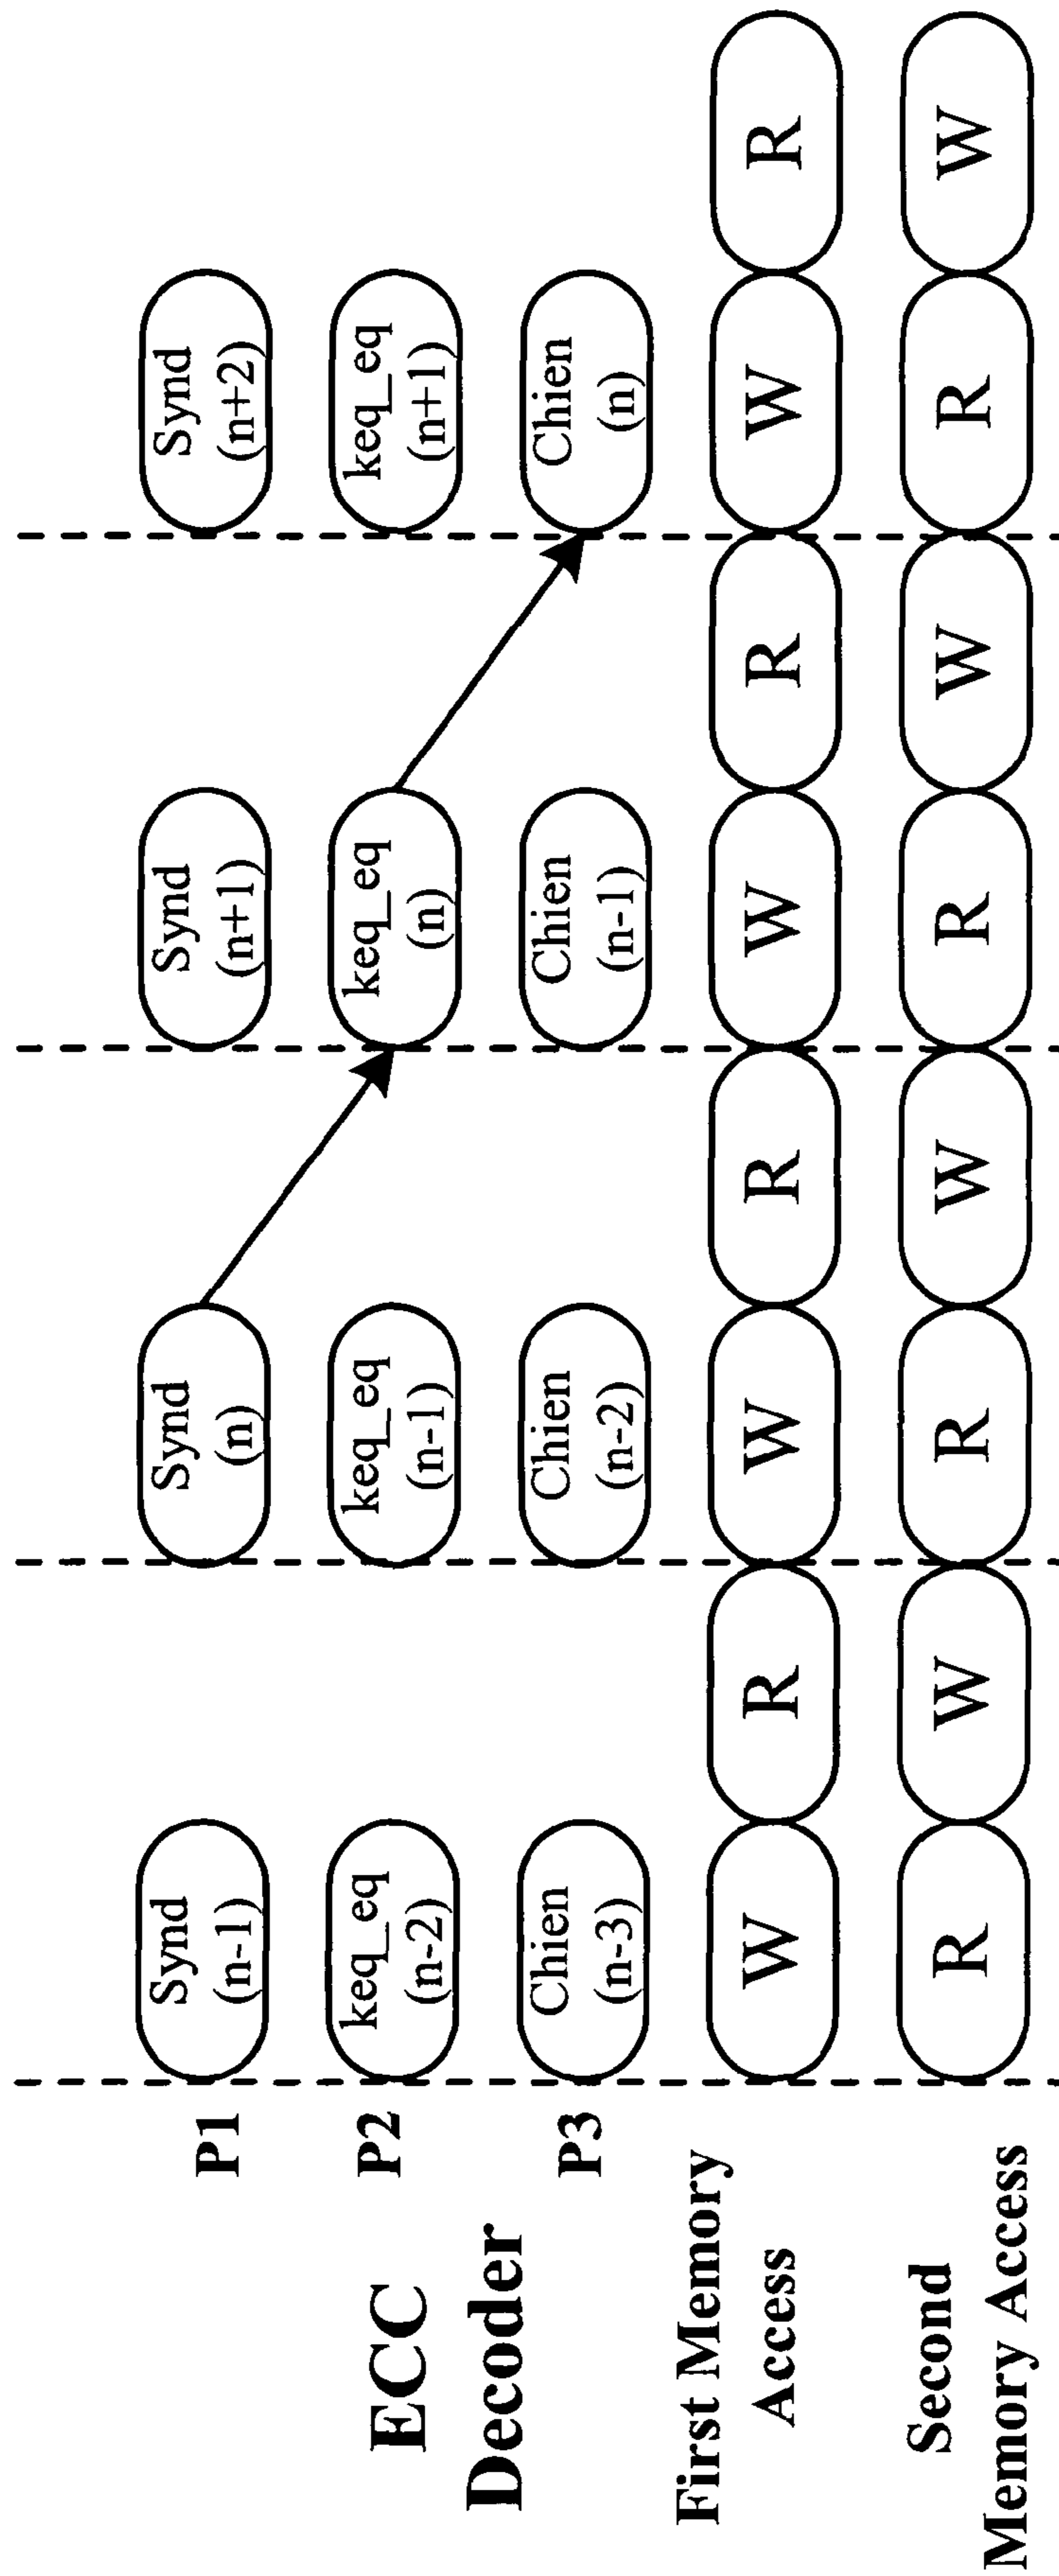 ECC
Decoder
P1
Synd
(n-1)
Synd
(n)
Synd
(n+1)
Synd
(n+2)
P2
keq_eq
(n-2)
keq_eq
(n-1)
keq_eq
(n)
keq_eq
(n+1)
P3
Chien
(n-3)
Chien
(n-2)
Chien
(n-1)
Chien
(n)
First Memory
Access
W
R
W
R
W
R
W
R
Second
Memory Access
R
W
R
W
R
W
R
W